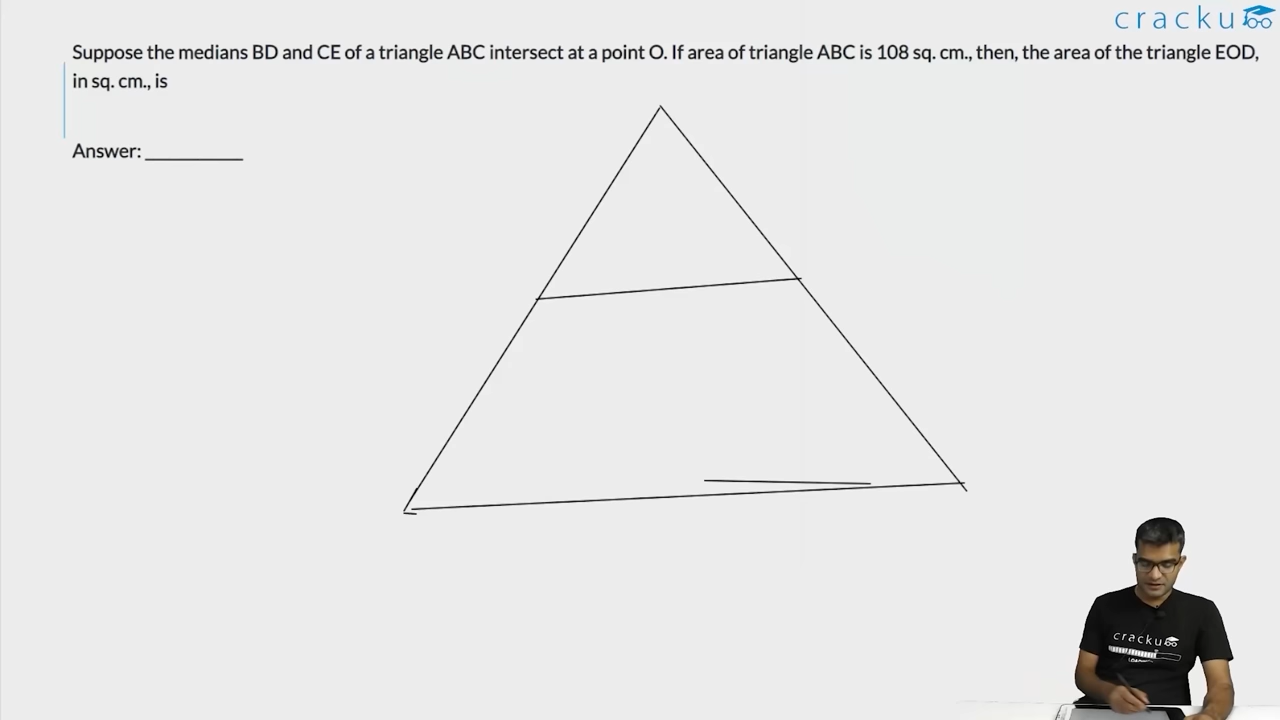 cracku
Suppose the medians BD and CE of a triangle ABC intersect at a point O. If area of triangle ABC is 108 sq. cm., then, the area of the triangle EOD,
in sq. cm., is
Answer: __________
cracku